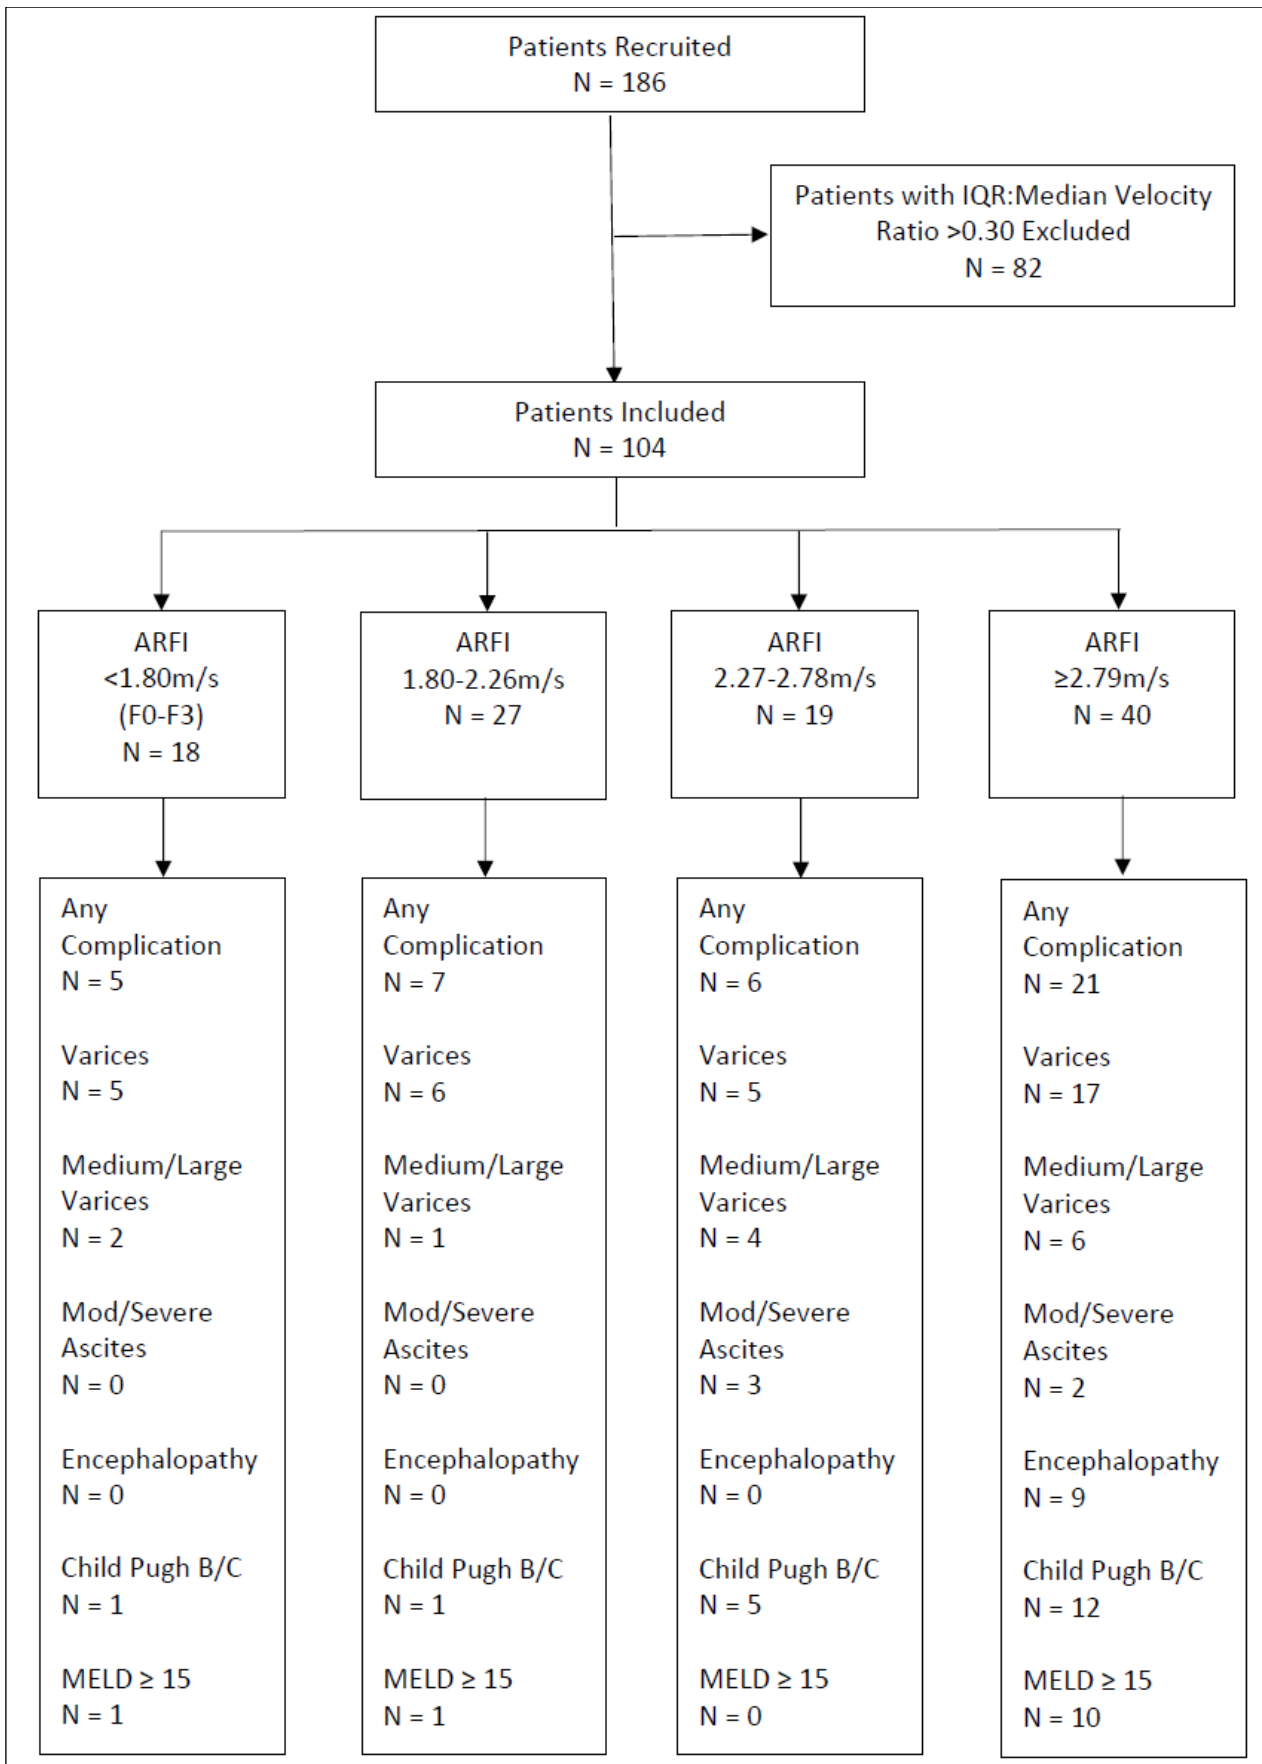 Patients Recruited
N = 186
Patients with IQR:Median Velocity
Ratio >0.30 Excluded
N = 82
Patients Included
N = 104
ARFI
<1.80m/s
(F0-F3)
N = 18
ARFI
1.80-2.26m/s
N = 27
ARFI
2.27-2.78m/s
N = 19
ARFI
≥2.79m/s
N = 40
Any
Complication
N = 5
Varices
N = 5
Medium/Large
Varices
N = 2
Mod/Severe
Ascites
N = 0
Encephalopathy
N = 0
Child Pugh B/C
N = 1
MELD ≥ 15
N = 1
Any
Complication
N = 7
Varices
N = 6
Medium/Large
Varices
N = 1
Mod/Severe
Ascites
N = 0
Encephalopathy
N = 0
Child Pugh B/C
N = 1
MELD ≥ 15
N = 1
Any
Complication
N = 6
Varices
N = 5
Medium/Large
Varices
N = 4
Mod/Severe
Ascites
N = 3
Encephalopathy
N = 0
Child Pugh B/C
N = 5
MELD ≥ 15
N = 0
Any
Complication
N = 21
Varices
N = 17
Medium/Large
Varices
N = 6
Mod/Severe
Ascites
N = 2
Encephalopathy
N = 9
Child Pugh B/C
N = 12
MELD ≥ 15
N = 10